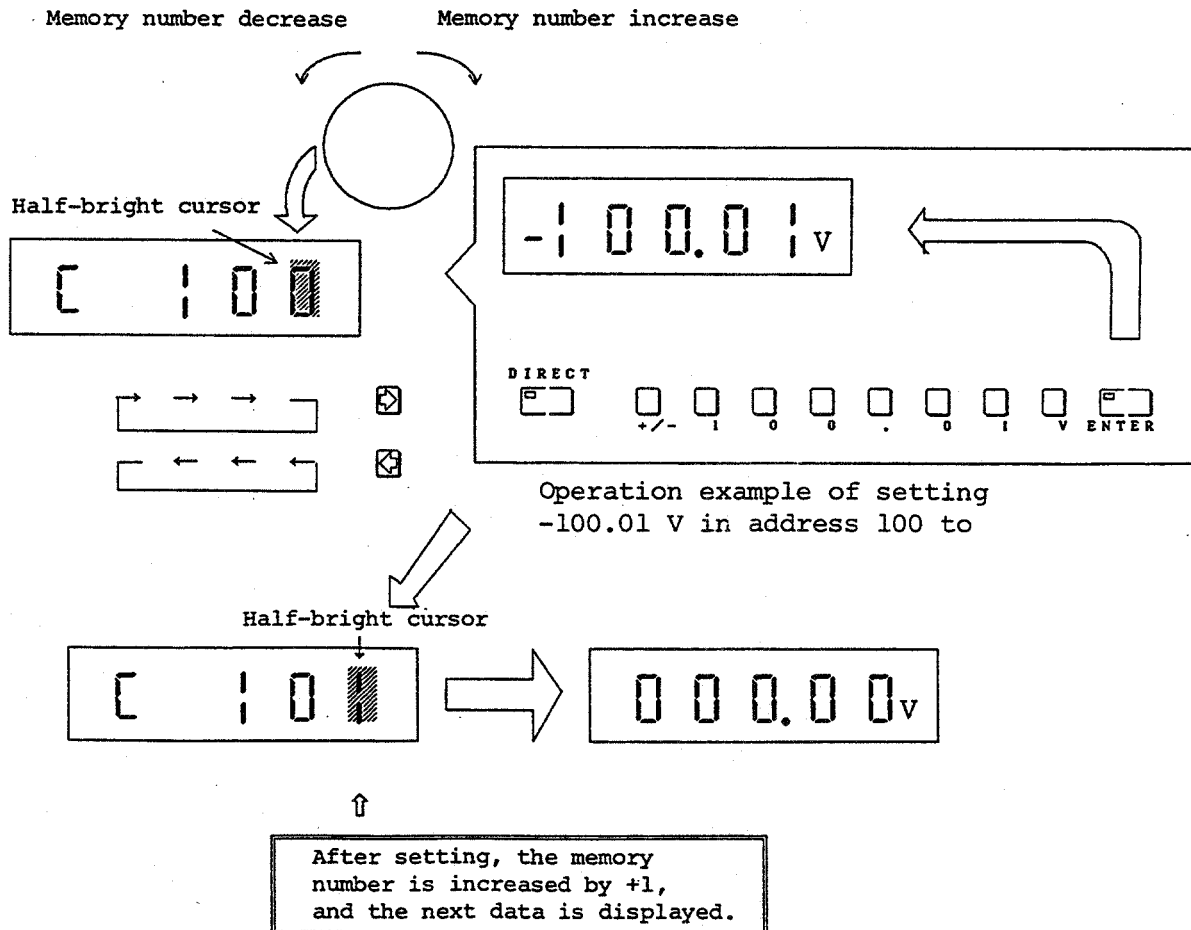 Memory number decrease Memory number increase
Half-bright cursor
C 100
-100.01 V
DIRECT
+/- 1 0 0 . 0 1 V ENTER
Operation example of setting
-100.01 V in address 100 to
Half-bright cursor
C 101
000.00 V
After setting, the memory
number is increased by +1,
and the next data is displayed.